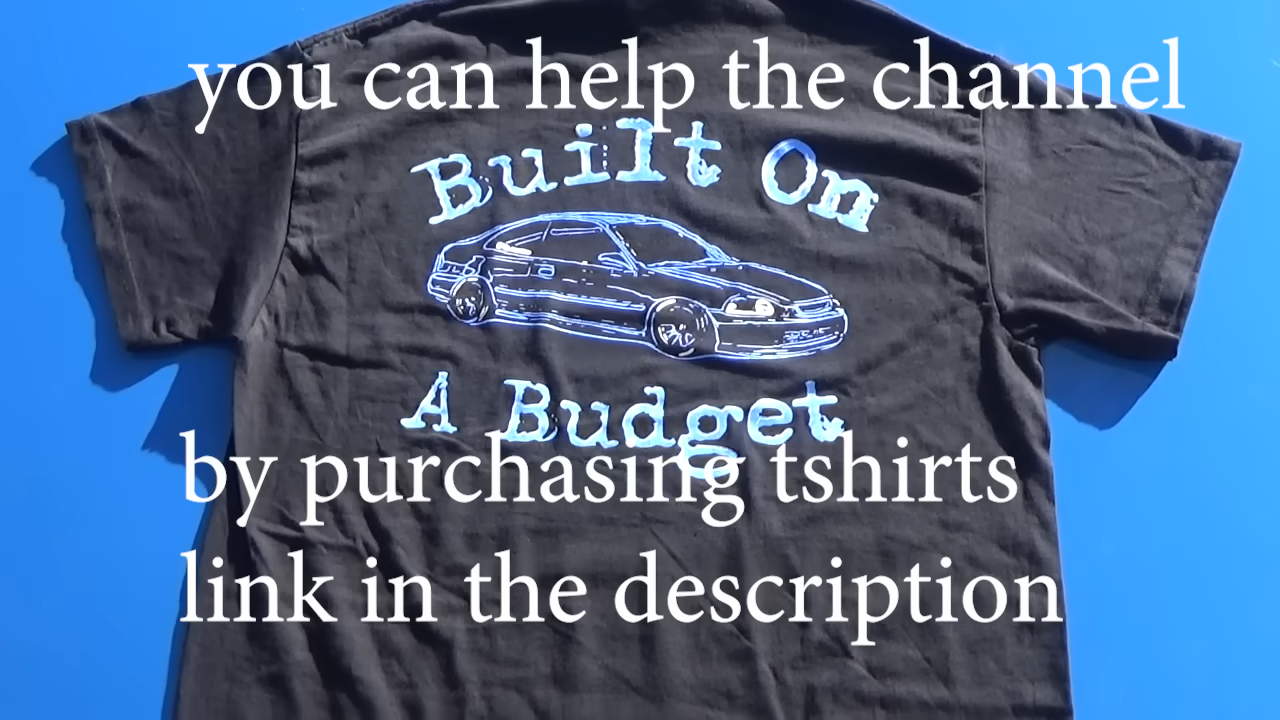 you can help the channel
Built On
A Budget
by purchasing tshirts
link in the description